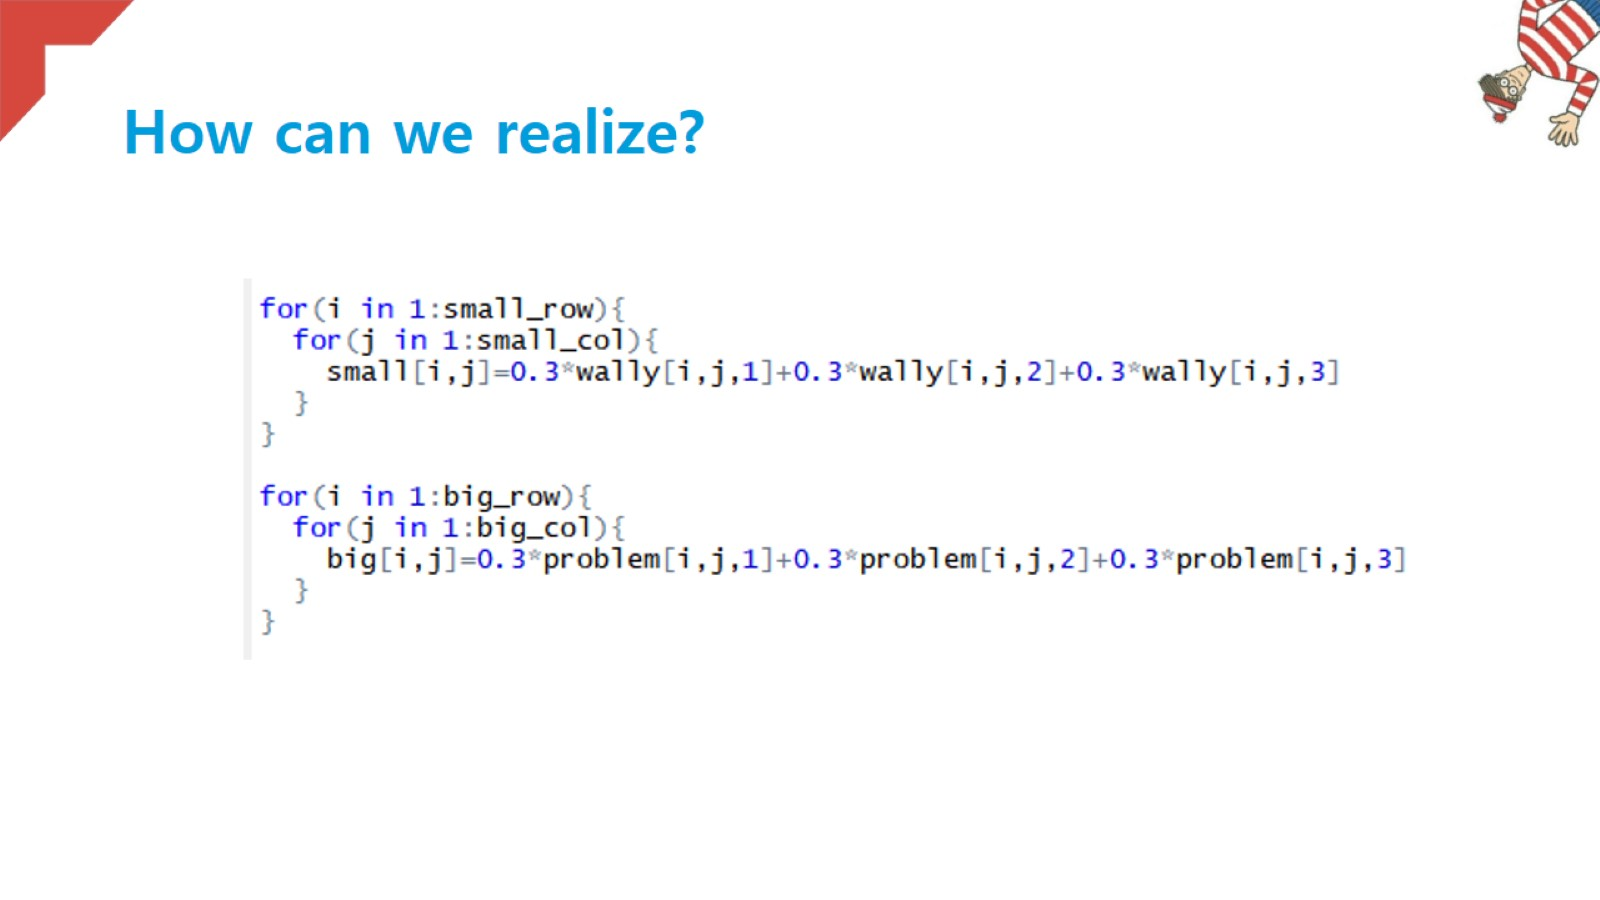 How can we realize?
for(i in 1:small_row){
  for(j in 1:small_col){
    small[i,j]=0.3*wally[i,j,1]+0.3*wally[i,j,2]+0.3*wally[i,j,3]
  }
}
for(i in 1:big_row){
  for(j in 1:big_col){
    big[i,j]=0.3*problem[i,j,1]+0.3*problem[i,j,2]+0.3*problem[i,j,3]
  }
}